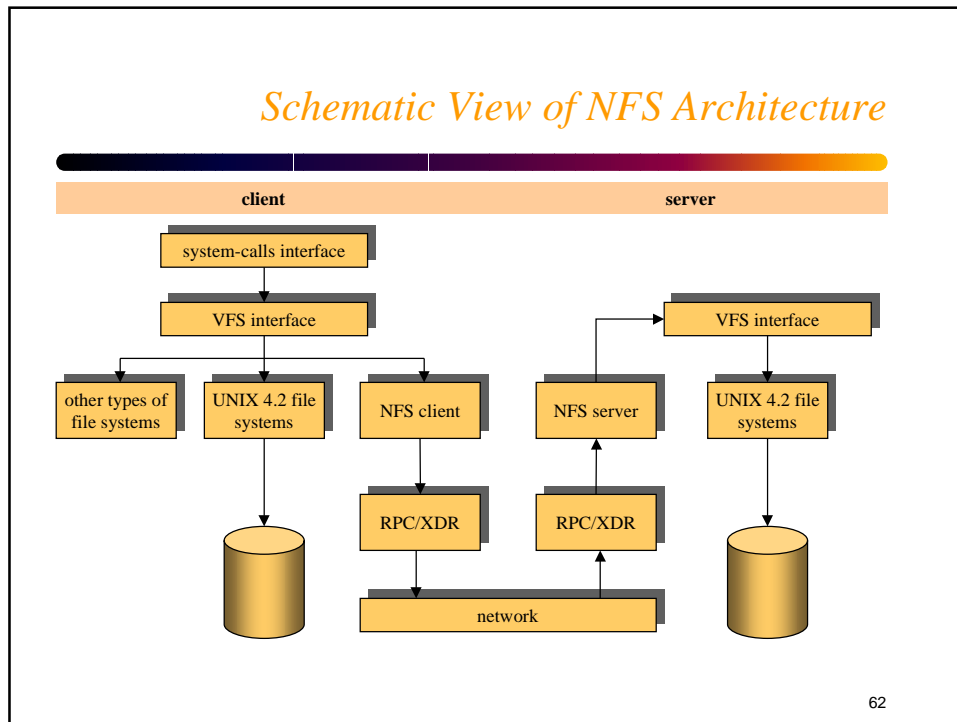 Schematic View of NFS Architecture
client
server
system-calls interface
VFS interface
VFS interface
other types of
file systems
UNIX 4.2 file
systems
NFS client
NFS server
UNIX 4.2 file
systems
RPC/XDR
RPC/XDR
network
62